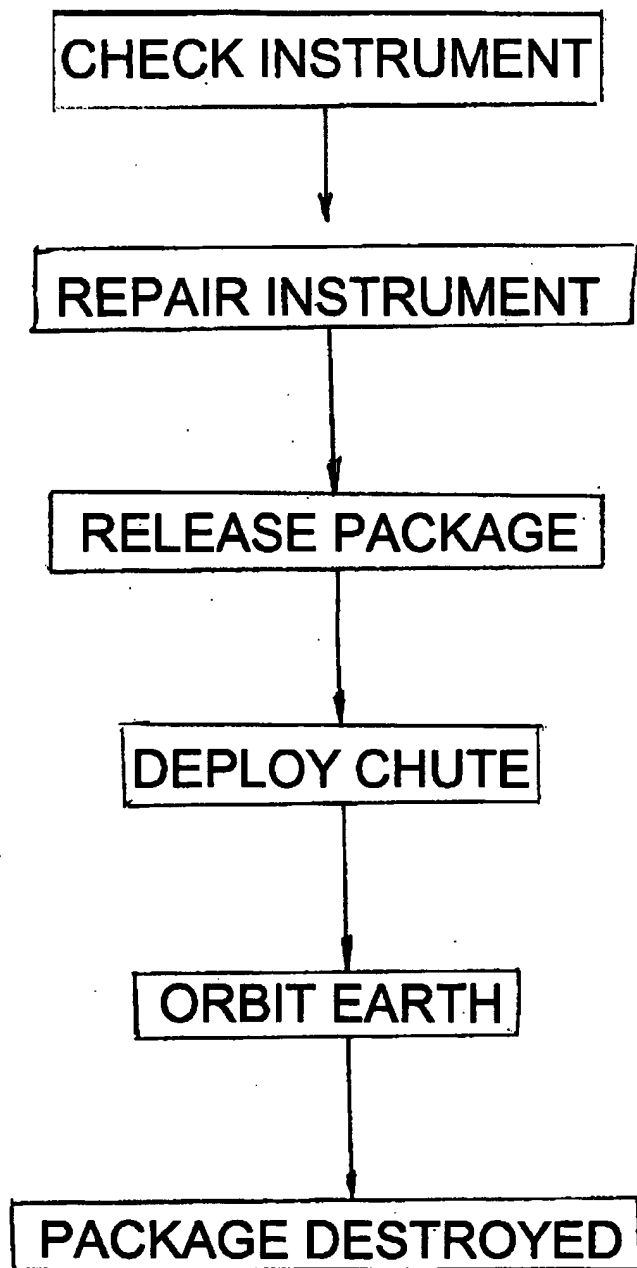 CHECK INSTRUMENT
REPAIR INSTRUMENT
RELEASE PACKAGE
DEPLOY CHUTE
ORBIT EARTH
PACKAGE DESTROYED